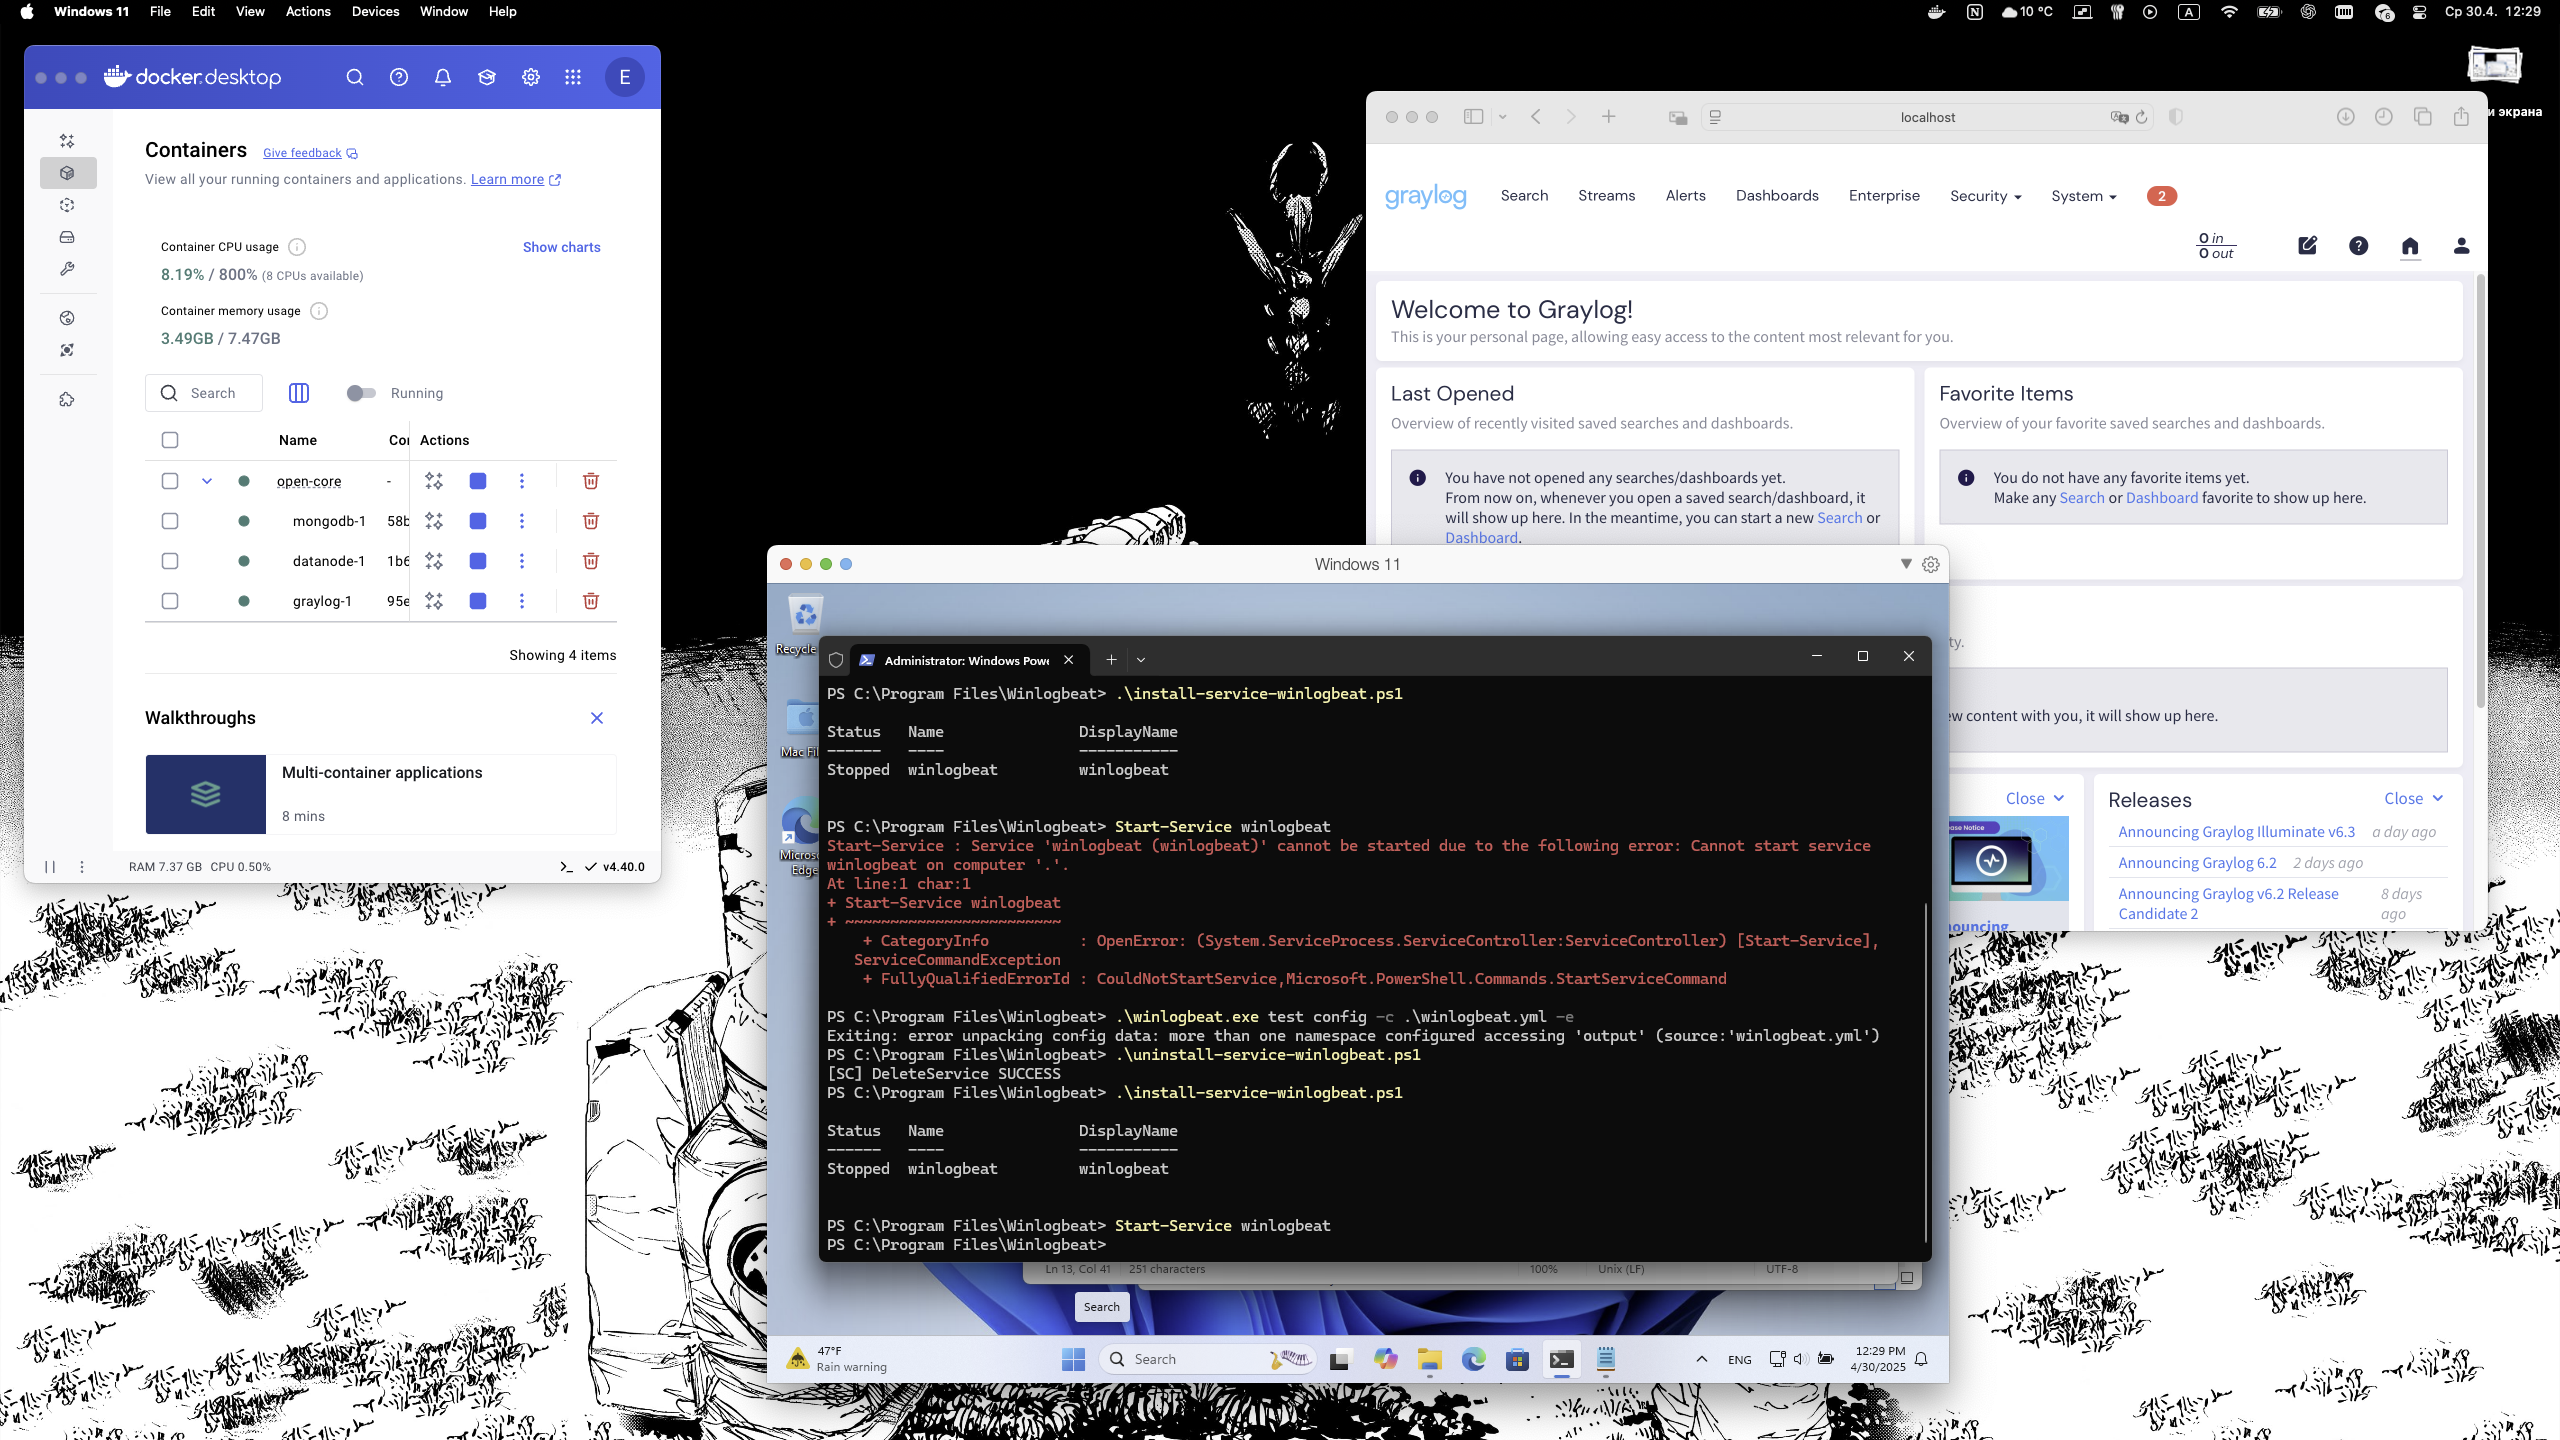 Windows 11 File Edit View Actions Devices Window Help
10 °C A 6 Ср 30.4. 12:29
и экрана
docker.desktop E
Containers Give feedback
View all your running containers and applications. Learn more
Container CPU usage Show charts
8.19% / 800% (8 CPUs available)
Container memory usage
3.49GB / 7.47GB
Search Running
Name Cor Actions
open-core -
mongodb-1 58b
datanode-1 1b6
graylog-1 95e
Showing 4 items
Walkthroughs
Multi-container applications
8 mins
RAM 7.37 GB CPU 0.50% v4.40.0
localhost
graylog Search Streams Alerts Dashboards Enterprise Security System 2
0 in
0 out
Welcome to Graylog!
This is your personal page, allowing easy access to the content most relevant for you.
Last Opened
Overview of recently visited saved searches and dashboards.
You have not opened any searches/dashboards yet.
From now on, whenever you open a saved search/dashboard, it
will show up here. In the meantime, you can start a new Search or
Dashboard.
Favorite Items
Overview of your favorite saved searches and dashboards.
You do not have any favorite items yet.
Make any Search or Dashboard favorite to show up here.
ty.
ew content with you, it will show up here.
Close
ouncing
Releases Close
Announcing Graylog Illuminate v6.3 a day ago
Announcing Graylog 6.2 2 days ago
Announcing Graylog v6.2 Release
Candidate 2 8 days
ago
Windows 11
Recycle
Mac Fi
Micros
Edge
Administrator: Windows Powe
PS C:\Program Files\Winlogbeat> .\install-service-winlogbeat.ps1
Status Name DisplayName
------ ---- -----------
Stopped winlogbeat winlogbeat
PS C:\Program Files\Winlogbeat> Start-Service winlogbeat
Start-Service : Service 'winlogbeat (winlogbeat)' cannot be started due to the following error: Cannot start service
winlogbeat on computer '.'.
At line:1 char:1
+ Start-Service winlogbeat
+ ~~~~~~~~~~~~~~~~~~~~~~~~
+ CategoryInfo : OpenError: (System.ServiceProcess.ServiceController:ServiceController) [Start-Service],
ServiceCommandException
+ FullyQualifiedErrorId : CouldNotStartService,Microsoft.PowerShell.Commands.StartServiceCommand
PS C:\Program Files\Winlogbeat> .\winlogbeat.exe test config -c .\winlogbeat.yml -e
Exiting: error unpacking config data: more than one namespace configured accessing 'output' (source:'winlogbeat.yml')
PS C:\Program Files\Winlogbeat> .\uninstall-service-winlogbeat.ps1
[SC] DeleteService SUCCESS
PS C:\Program Files\Winlogbeat> .\install-service-winlogbeat.ps1
Status Name DisplayName
------ ---- -----------
Stopped winlogbeat winlogbeat
PS C:\Program Files\Winlogbeat> Start-Service winlogbeat
PS C:\Program Files\Winlogbeat>
Ln 13, Col 41 251 characters 100% Unix (LF) UTF-8
Search
47°F
Rain warning
Search
ENG
12:29 PM
4/30/2025